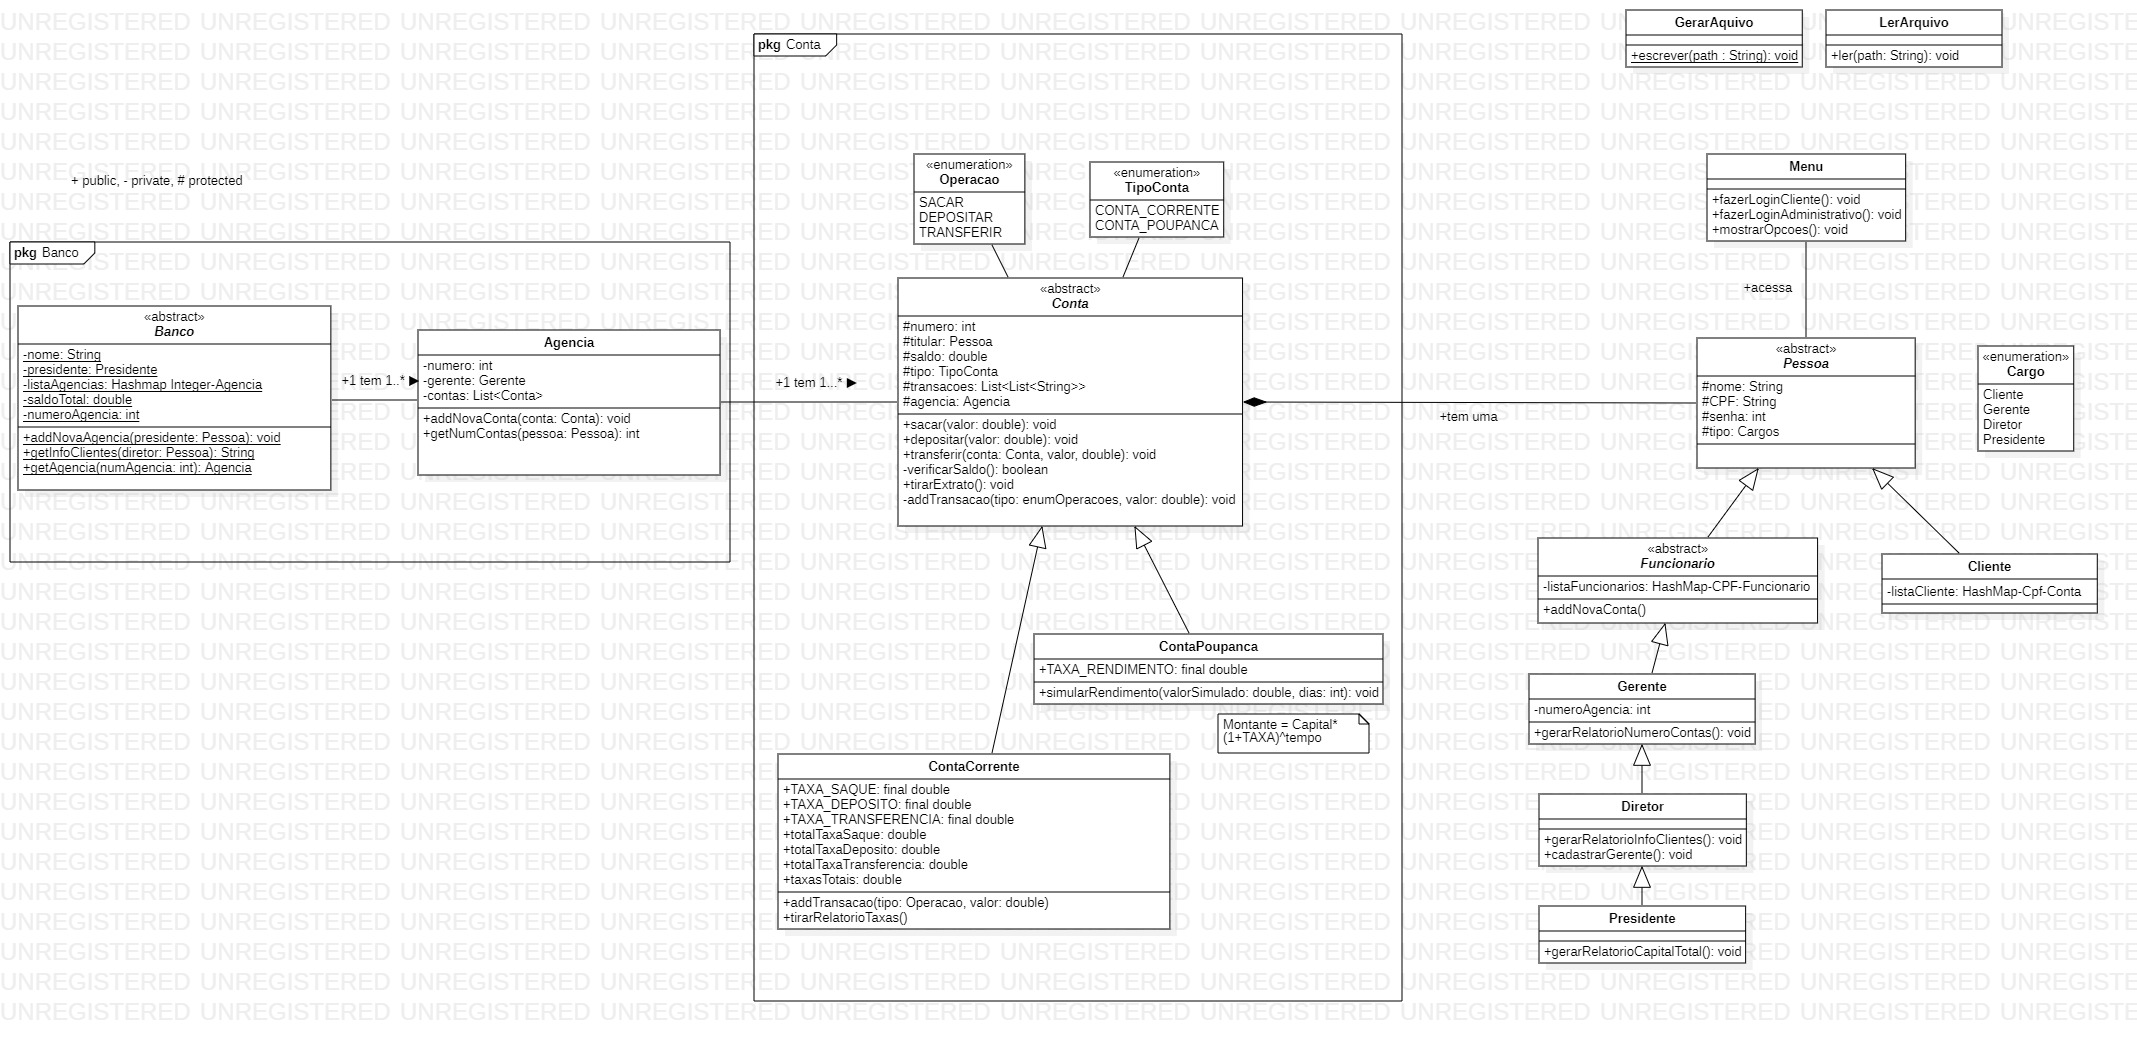 GerarAquivo
+escrever(path : String): void
LerArquivo
+ler(path: String): void
pkg Conta
+ public, - private, # protected
pkg Banco
«abstract»
Banco
-nome: String
-presidente: Presidente
-listaAgencias: Hashmap Integer-Agencia
-saldoTotal: double
-numeroAgencia: int
+addNovaAgencia(presidente: Pessoa): void
+getInfoClientes(diretor: Pessoa): String
+getAgencia(numAgencia: int): Agencia
+1 tem 1..*
Agencia
-numero: int
-gerente: Gerente
-contas: List<Conta>
+addNovaConta(conta: Conta): void
+getNumContas(pessoa: Pessoa): int
+1 tem 1...*
«enumeration»
Operacao
SACAR
DEPOSITAR
TRANSFERIR
«enumeration»
TipoConta
CONTA_CORRENTE
CONTA_POUPANCA
«abstract»
Conta
#numero: int
#titular: Pessoa
#saldo: double
#tipo: TipoConta
#transacoes: List<List<String>>
#agencia: Agencia
+sacar(valor: double): void
+depositar(valor: double): void
+transferir(conta: Conta, valor, double): void
-verificarSaldo(): boolean
+tirarExtrato(): void
-addTransacao(tipo: enumOperacoes, valor: double): void
ContaPoupanca
+TAXA_RENDIMENTO: final double
+simularRendimento(valorSimulado: double, dias: int): void
Montante = Capital*
(1+TAXA)^tempo
ContaCorrente
+TAXA_SAQUE: final double
+TAXA_DEPOSITO: final double
+TAXA_TRANSFERENCIA: final double
+totalTaxaSaque: double
+totalTaxaDeposito: double
+totalTaxaTransferencia: double
+taxasTotais: double
+addTransacao(tipo: Operacao, valor: double)
+tirarRelatorioTaxas()
+tem uma
Menu
+fazerLoginCliente(): void
+fazerLoginAdministrativo(): void
+mostrarOpcoes(): void
+acessa
«abstract»
Pessoa
#nome: String
#CPF: String
#senha: int
#tipo: Cargos
«enumeration»
Cargo
Cliente
Gerente
Diretor
Presidente
«abstract»
Funcionario
-listaFuncionarios: HashMap-CPF-Funcionario
+addNovaConta()
Cliente
-listaCliente: HashMap-Cpf-Conta
Gerente
-numeroAgencia: int
+gerarRelatorioNumeroContas(): void
Diretor
+gerarRelatorioInfoClientes(): void
+cadastrarGerente(): void
Presidente
+gerarRelatorioCapitalTotal(): void
UNREGISTERED